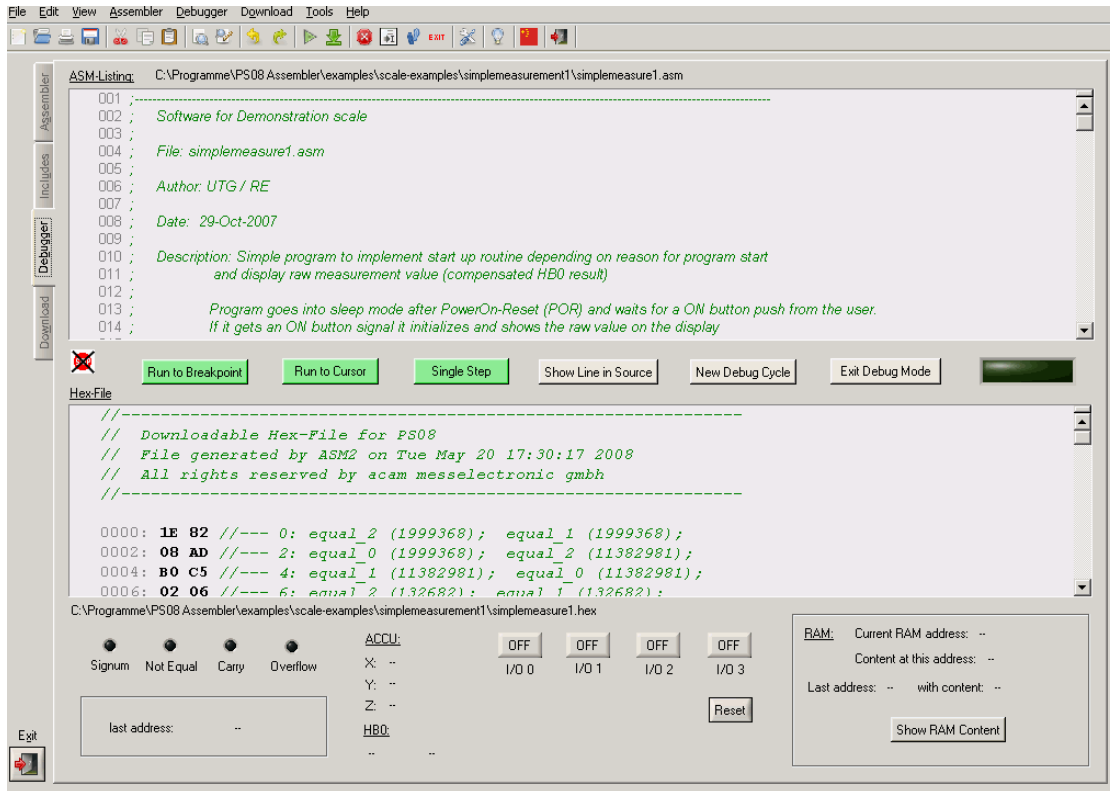 File Edit View Assembler Debugger Download Tools Help
EXIT
Assembler
Includes
Debugger
Download
ASM-Listing: C:\Programme\PS08 Assembler\examples\scale-examples\simplemeasurement1\simplemeasure1.asm
001 ;-----------------------------------------------------------------------
002 ; Software for Demonstration scale
003 ;
004 ; File: simplemeasure1.asm
005 ;
006 ; Author: UTG / RE
007 ;
008 ; Date: 29-Oct-2007
009 ;
010 ; Description: Simple program to implement start up routine depending on reason for program start
011 ; and display raw measurement value (compensated HB0 result)
012 ;
013 ; Program goes into sleep mode after PowerOn-Reset (POR) and waits for a ON button push from the user.
014 ; If it gets an ON button signal it initializes and shows the raw value on the display
Run to Breakpoint Run to Cursor Single Step Show Line in Source New Debug Cycle Exit Debug Mode
Hex-File
//--------------------------------------------------------------
// Downloadable Hex-File for PS08
// File generated by ASM2 on Tue May 20 17:30:17 2008
// All rights reserved by acam messelectronic gmbh
//--------------------------------------------------------------
0000: 1E 82 //--- 0: equal_2 (1999368); equal_1 (1999368);
0002: 08 AD //--- 2: equal_0 (1999368); equal_2 (11382981);
0004: B0 C5 //--- 4: equal_1 (11382981); equal_0 (11382981);
0006: 02 06 //--- 6: equal_2 (132682); equal_1 (132682);
C:\Programme\PS08 Assembler\examples\scale-examples\simplemeasurement1\simplemeasure1.hex
Signum Not Equal Carry Overflow
last address: --
ACCU:
X: --
Y: --
Z: --
HB0:
-- --
-- --
OFF OFF OFF OFF
I/O 0 I/O 1 I/O 2 I/O 3
Reset
RAM: Current RAM address: --
Content at this address: --
Last address: -- with content: --
Show RAM Content
Exit